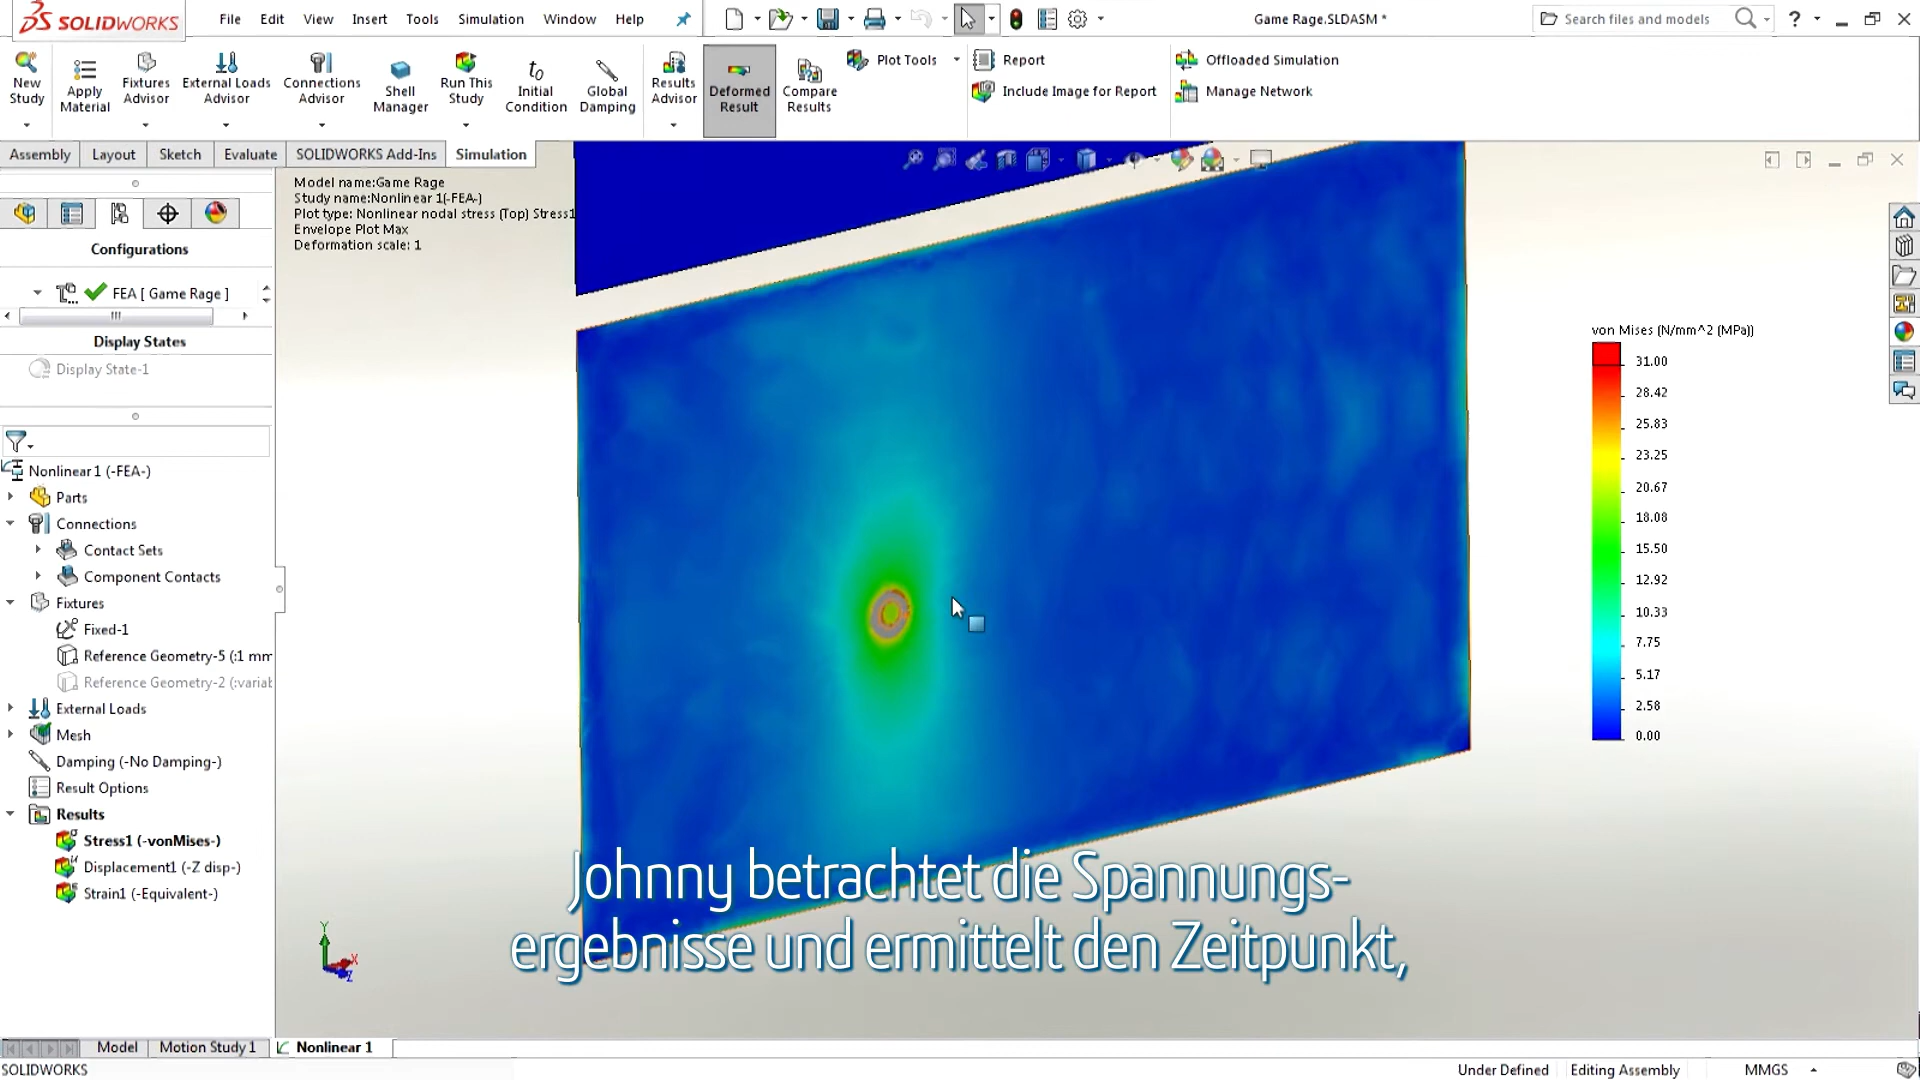 SOLIDWORKS
File Edit View Insert Tools Simulation Window Help
Game Rage.SLDASM *
Search files and models
?
New Study
Apply Material
Fixtures Advisor
External Loads Advisor
Connections Advisor
Shell Manager
Run This Study
t0 Initial Condition
Global Damping
Results Advisor
Deformed Result
Compare Results
Plot Tools
Report
Include Image for Report
Offloaded Simulation
Manage Network
Assembly Layout Sketch Evaluate SOLIDWORKS Add-Ins Simulation
Configurations
FEA [ Game Rage ]
Display States
Display State-1
Nonlinear 1 (-FEA-)
Parts
Connections
Contact Sets
Component Contacts
Fixtures
Fixed-1
Reference Geometry-5 (:1 mm
Reference Geometry-2 (:variat
External Loads
Mesh
Damping (-No Damping-)
Result Options
Results
Stress1 (-vonMises-)
Displacement1 (-Z disp-)
Strain1 (-Equivalent-)
Model name:Game Rage
Study name:Nonlinear 1(-FEA-)
Plot type: Nonlinear nodal stress (Top) Stress1
Envelope Plot Max
Deformation scale: 1
von Mises (N/mm^2 (MPa))
31.00
28.42
25.83
23.25
20.67
18.08
15.50
12.92
10.33
7.75
5.17
2.58
0.00
Y
X
Z
Johnny betrachtet die Spannungs-
ergebnisse und ermittelt den Zeitpunkt,
Model Motion Study 1 Nonlinear 1
SOLIDWORKS
Under Defined Editing Assembly MMGS